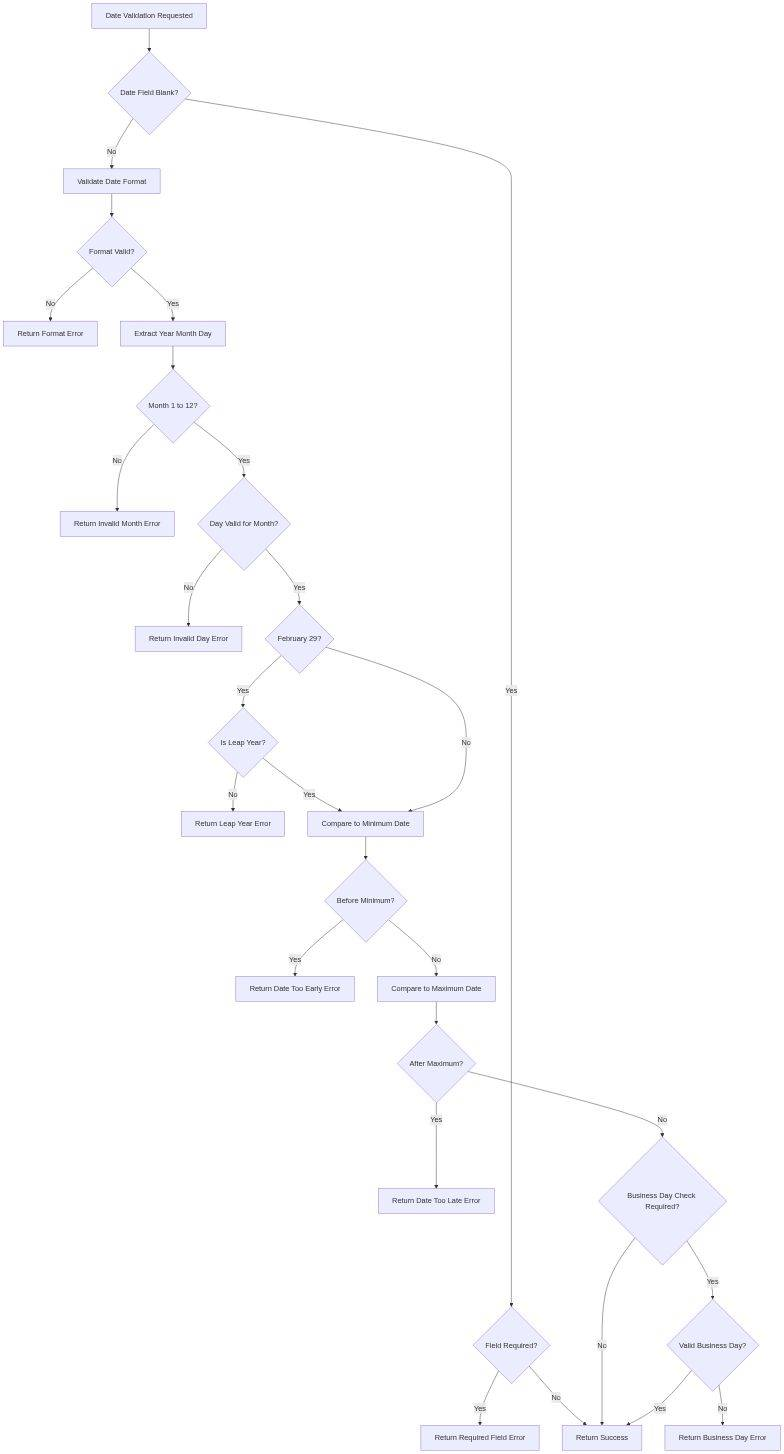 Date Validation Requested
Date Field Blank?
No
Validate Date Format
Format Valid?
No
Yes
Return Format Error
Extract Year Month Day
Month 1 to 12?
No
Yes
Return Invalid Month Error
Day Valid for Month?
No
Yes
Return Invalid Day Error
February 29?
Yes
Yes
Is Leap Year?
No
No
Yes
Return Leap Year Error
Compare to Minimum Date
Before Minimum?
Yes
No
Return Date Too Early Error
Compare to Maximum Date
After Maximum?
Yes
No
Return Date Too Late Error
Business Day Check
Required?
Yes
Field Required?
No
Valid Business Day?
Yes
No
Yes
No
Return Required Field Error
Return Success
Return Business Day Error